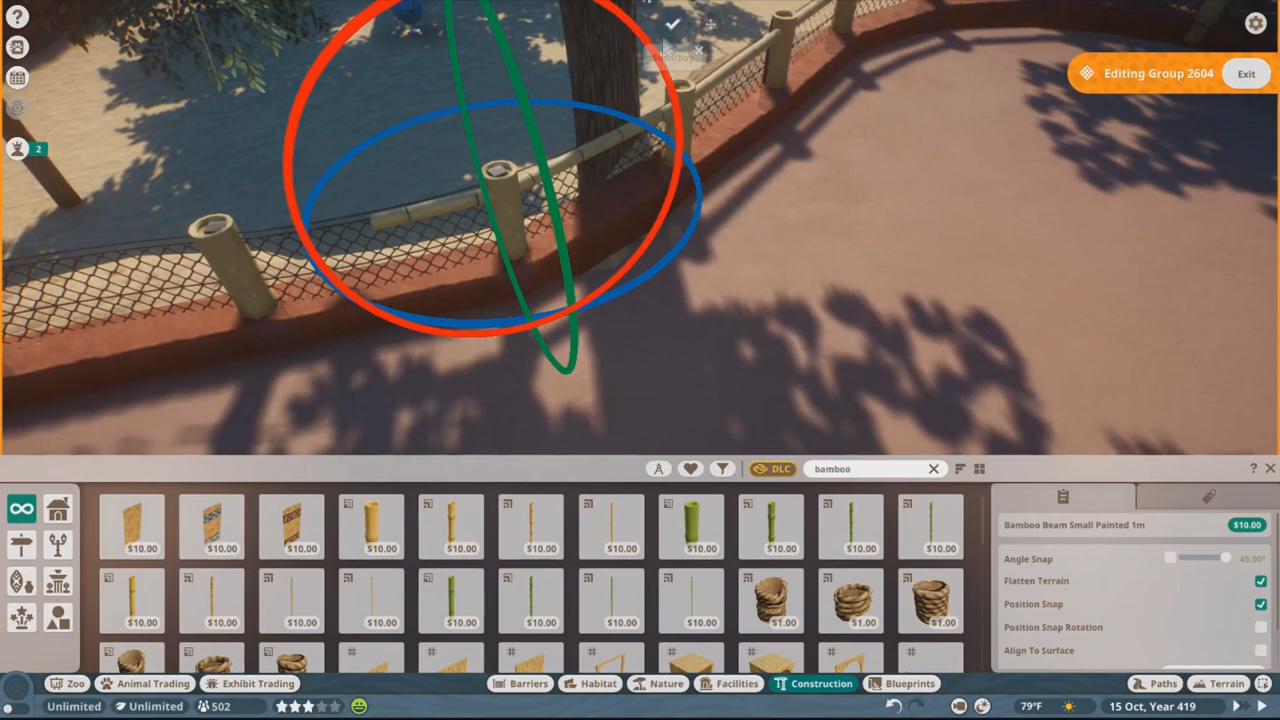 Editing Group 2604 Exit
2
DLC bamboo
$10.00 $10.00 $10.00 $10.00 $10.00 $10.00 $10.00 $10.00 $10.00 $10.00 $10.00
$10.00 $10.00 $10.00 $10.00 $10.00 $10.00 $10.00 $10.00 $1.00 $1.00 $1.00
Bamboo Beam Small Painted 1m $10.00
Angle Snap 45.00°
Flatten Terrain
Position Snap
Position Snap Rotation
Align To Surface
Zoo Animal Trading Exhibit Trading Barriers Habitat Nature Facilities Construction Blueprints Paths Terrain
Unlimited Unlimited 502 79°F 15 Oct, Year 419